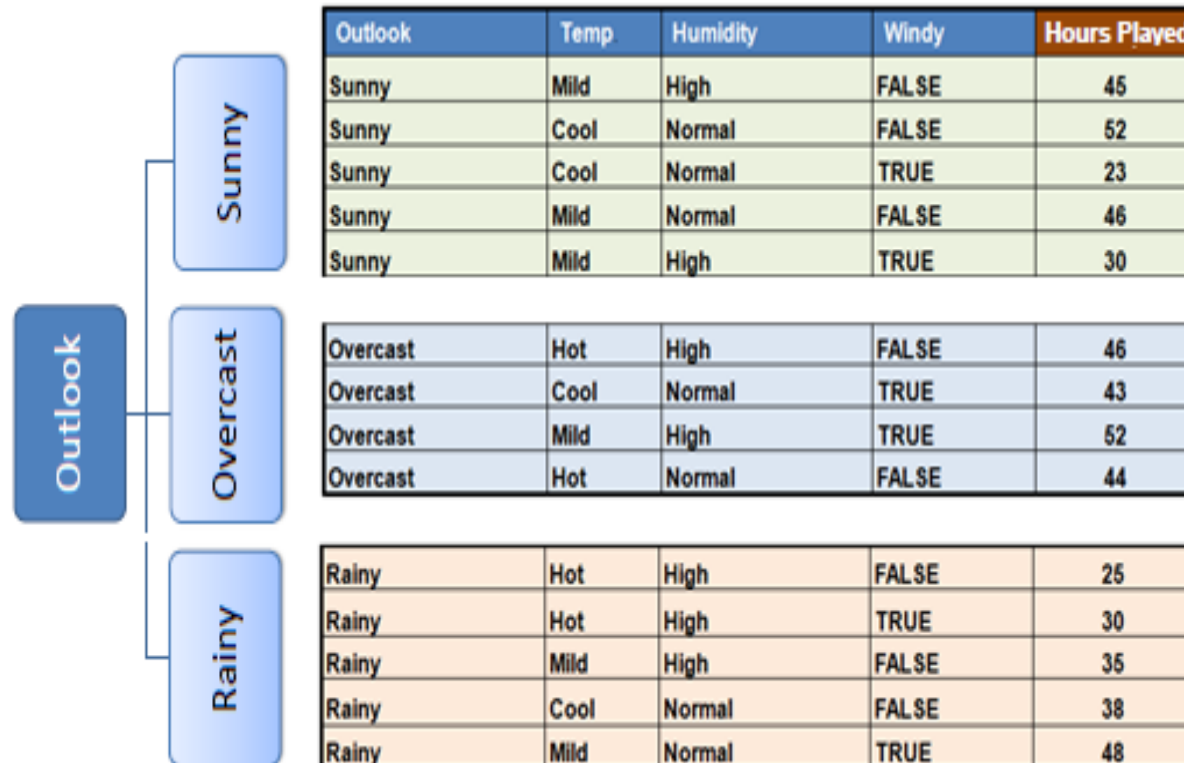 Outlook Temp Humidity Windy Hours Played
Sunny
Sunny Mild High FALSE 45
Sunny Cool Normal FALSE 52
Sunny Cool Normal TRUE 23
Sunny Mild Normal FALSE 46
Sunny Mild High TRUE 30
Outlook
Overcast
Overcast Hot High FALSE 46
Overcast Cool Normal TRUE 43
Overcast Mild High TRUE 52
Overcast Hot Normal FALSE 44
Rainy
Rainy Hot High FALSE 25
Rainy Hot High TRUE 30
Rainy Mild High FALSE 35
Rainy Cool Normal FALSE 38
Rainy Mild Normal TRUE 48